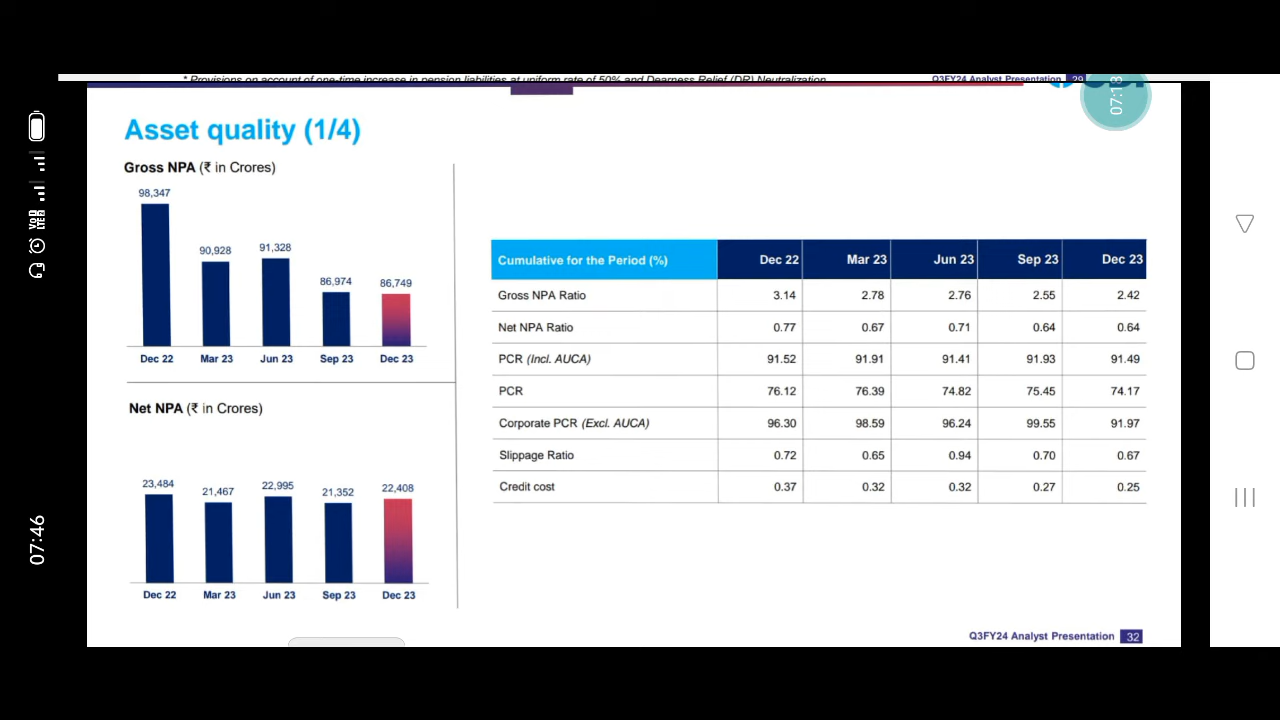 * Provisions on account of one-time increase in pension liabilities at uniform rate of 50% and Dearness Relief (DR) Neutralization
Q3FY24 Analyst Presentation 29
07:13
Asset quality (1/4)
Gross NPA (₹ in Crores)
98,347
90,928
91,328
86,974
86,749
Dec 22 Mar 23 Jun 23 Sep 23 Dec 23
Net NPA (₹ in Crores)
23,484
21,467
22,995
21,352
22,408
Dec 22 Mar 23 Jun 23 Sep 23 Dec 23
Cumulative for the Period (%) Dec 22 Mar 23 Jun 23 Sep 23 Dec 23
Gross NPA Ratio 3.14 2.78 2.76 2.55 2.42
Net NPA Ratio 0.77 0.67 0.71 0.64 0.64
PCR (Incl. AUCA) 91.52 91.91 91.41 91.93 91.49
PCR 76.12 76.39 74.82 75.45 74.17
Corporate PCR (Excl. AUCA) 96.30 98.59 96.24 99.55 91.97
Slippage Ratio 0.72 0.65 0.94 0.70 0.67
Credit cost 0.37 0.32 0.32 0.27 0.25
Q3FY24 Analyst Presentation 32
07:46